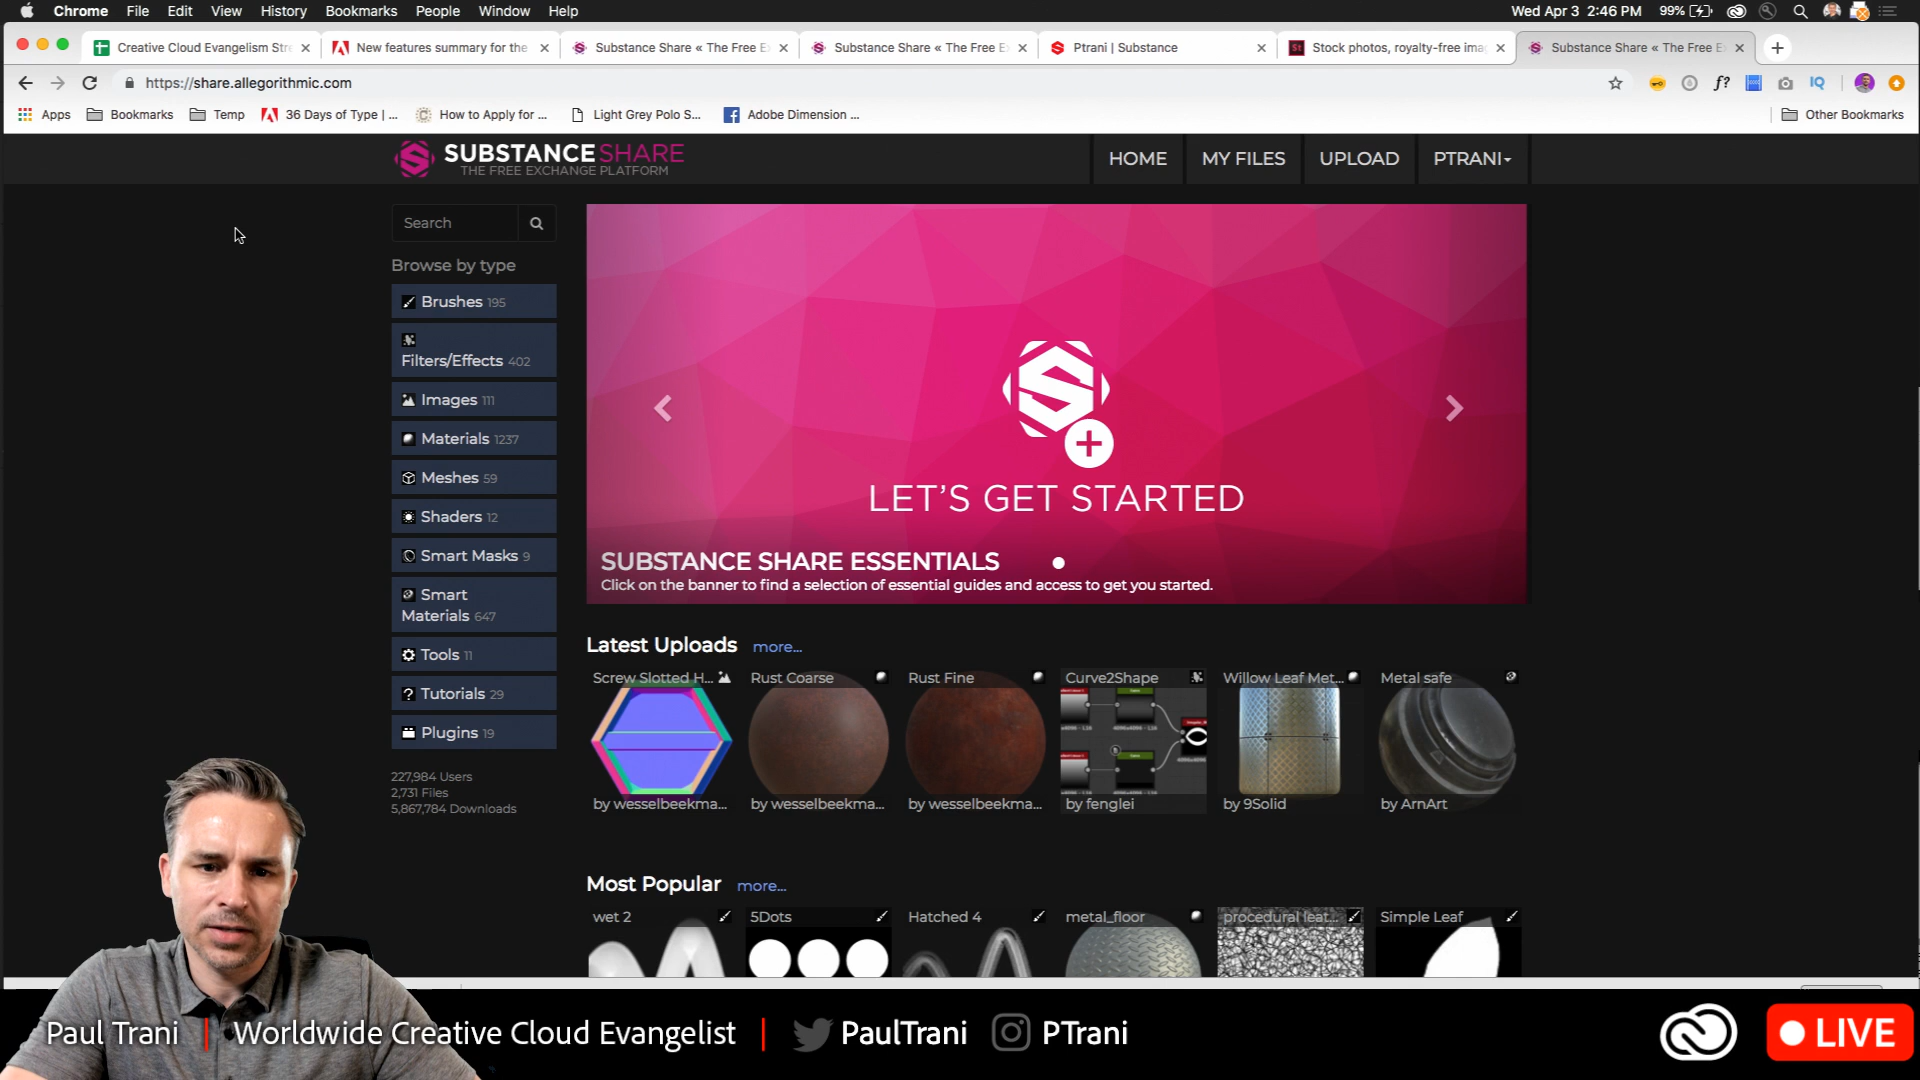 Chrome File Edit View History Bookmarks People Window Help
Wed Apr 3 2:46 PM 99%
Creative Cloud Evangelism Str
New features summary for the
Substance Share « The Free E
Substance Share « The Free E
Ptrani | Substance
Stock photos, royalty-free ima
Substance Share « The Free E
https://share.allegorithmic.com
Apps Bookmarks Temp 36 Days of Type | ... How to Apply for ... Light Grey Polo S... Adobe Dimension ... Other Bookmarks
SUBSTANCE SHARE
THE FREE EXCHANGE PLATFORM
HOME MY FILES UPLOAD PTRANI
Search
Browse by type
Brushes 195
Filters/Effects 402
Images 111
Materials 1237
Meshes 59
Shaders 12
Smart Masks 9
Smart
Materials 647
Tools 11
Tutorials 29
Plugins 19
227,984 Users
2,731 Files
5,867,784 Downloads
LET'S GET STARTED
SUBSTANCE SHARE ESSENTIALS
Click on the banner to find a selection of essential guides and access to get you started.
Latest Uploads more...
Screw Slotted H... Rust Coarse Rust Fine Curve2Shape Willow Leaf Met... Metal safe
by wesselbeekma... by wesselbeekma... by wesselbeekma... by fenglei by 9Solid by ArnArt
Most Popular more...
wet 2 5Dots Hatched 4 metal_floor procedural leat... Simple Leaf
Paul Trani | Worldwide Creative Cloud Evangelist | PaulTrani PTrani
LIVE